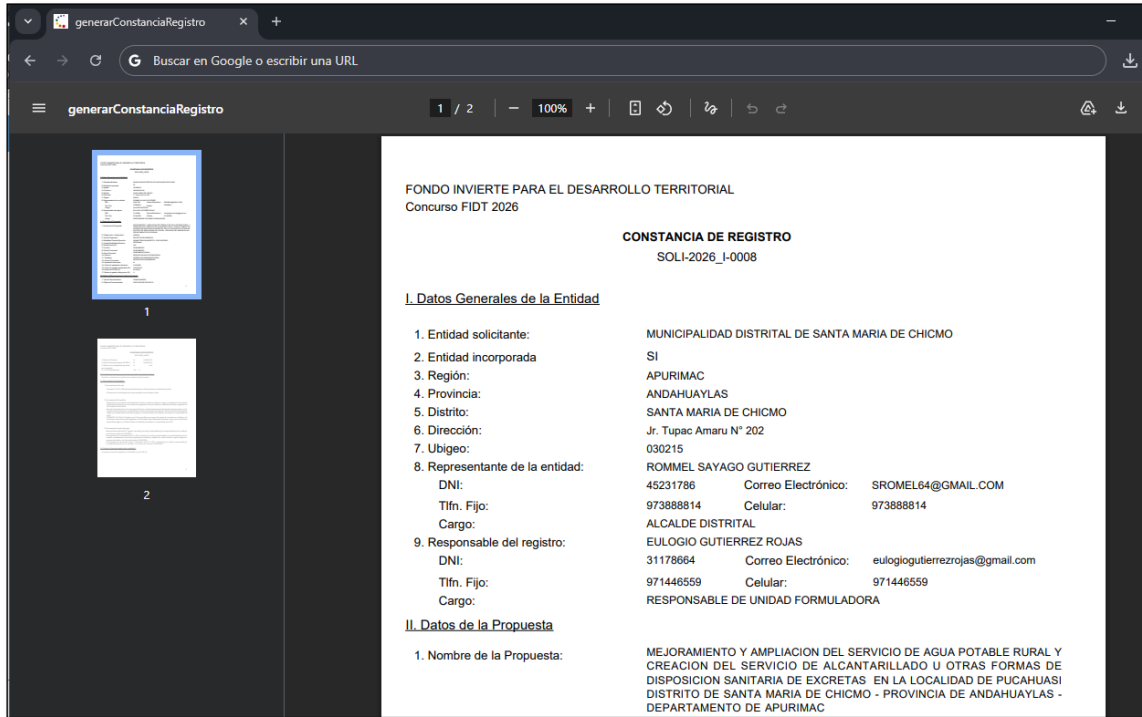 generarConstanciaRegistro
Buscar en Google o escribir una URL
generarConstanciaRegistro
1 / 2
100%
1
2
FONDO INVIERTE PARA EL DESARROLLO TERRITORIAL
Concurso FIDT 2026
CONSTANCIA DE REGISTRO
SOLI-2026_I-0008
I. Datos Generales de la Entidad
1. Entidad solicitante: MUNICIPALIDAD DISTRITAL DE SANTA MARIA DE CHICMO
2. Entidad incorporada SI
3. Región: APURIMAC
4. Provincia: ANDAHUAYLAS
5. Distrito: SANTA MARIA DE CHICMO
6. Dirección: Jr. Tupac Amaru N° 202
7. Ubigeo: 030215
8. Representante de la entidad: ROMMEL SAYAGO GUTIERREZ
DNI: 45231786 Correo Electrónico: SROMEL64@GMAIL.COM
Tlfn. Fijo: 973888814 Celular: 973888814
Cargo: ALCALDE DISTRITAL
9. Responsable del registro: EULOGIO GUTIERREZ ROJAS
DNI: 31178664 Correo Electrónico: eulogiogutierrezrojas@gmail.com
Tlfn. Fijo: 971446559 Celular: 971446559
Cargo: RESPONSABLE DE UNIDAD FORMULADORA
II. Datos de la Propuesta
1. Nombre de la Propuesta: MEJORAMIENTO Y AMPLIACION DEL SERVICIO DE AGUA POTABLE RURAL Y
CREACION DEL SERVICIO DE ALCANTARILLADO U OTRAS FORMAS DE
DISPOSICION SANITARIA DE EXCRETAS EN LA LOCALIDAD DE PUCAHUASI
DISTRITO DE SANTA MARIA DE CHICMO - PROVINCIA DE ANDAHUAYLAS -
DEPARTAMENTO DE APURIMAC